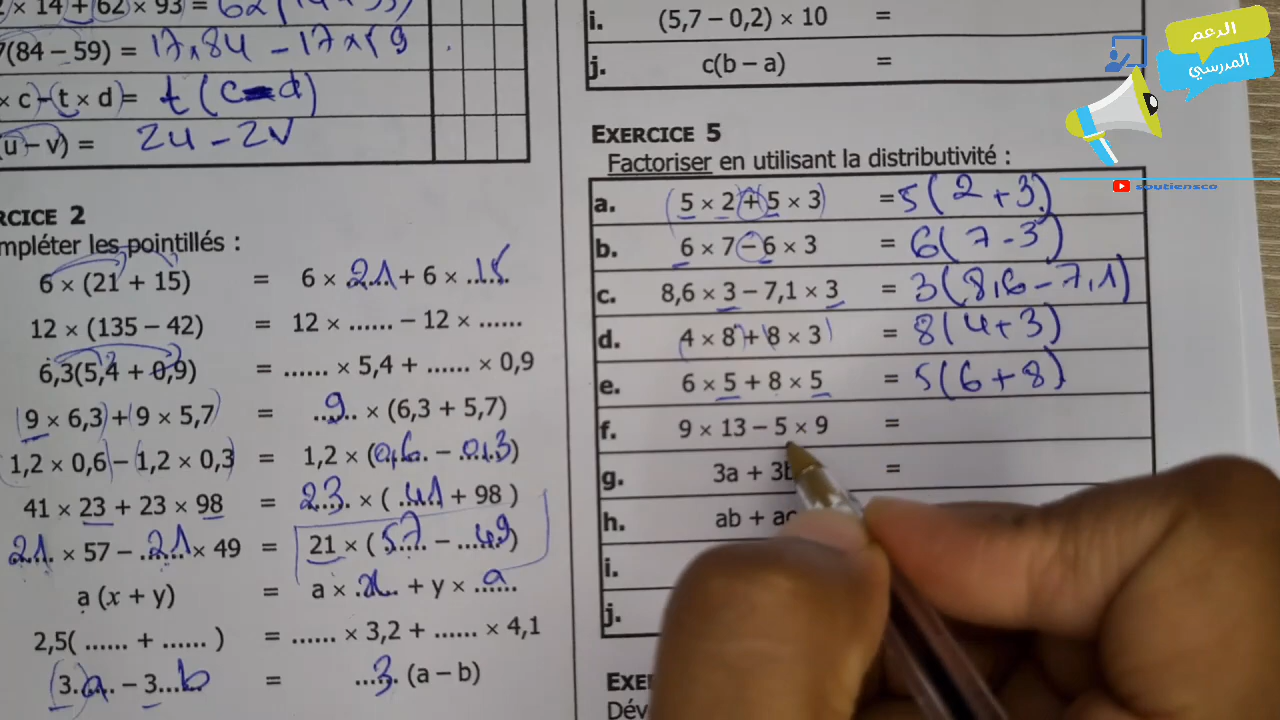 × 14 + 62 × 93) = 62(
(84 – 59) = 17×84 – 17×59
× c – t × d = t(c-d)
u – v) = zu – zv
RCICE 2
mpléter les pointillés :
6 × (21 + 15) = 6 × 21 + 6 × 15
12 × (135 – 42) = 12 × ...... – 12 × ......
6,3(5,4 + 0,9) = ...... × 5,4 + ...... × 0,9
9 × 6,3 + 9 × 5,7 = 9 × (6,3 + 5,7)
1,2 × 0,6 – 1,2 × 0,3 = 1,2 × (0,6 – 0,3)
41 × 23 + 23 × 98 = 23 × (41 + 98)
21 × 57 – 21 × 49 = 21 × (57 – 49)
a (x + y) = a × x + y × a
2,5( ...... + ...... ) = ...... × 3,2 + ...... × 4,1
3.a – 3 b = 3 (a – b)
i. (5,7 – 0,2) × 10 =
j. c(b – a) =
EXERCICE 5
Factoriser en utilisant la distributivité :
a. 5 × 2 + 5 × 3 = 5(2+3)
b. 6 × 7 – 6 × 3 = 6(7-3)
c. 8,6 × 3 – 7,1 × 3 = 3(8,6-7,1)
d. 4 × 8 + 8 × 3 = 8(4+3)
e. 6 × 5 + 8 × 5 = 5(6+8)
f. 9 × 13 – 5 × 9 =
g. 3a + 3b =
h. ab +
i.
j.
Dév
الدعم
المدرسي
soutiensco